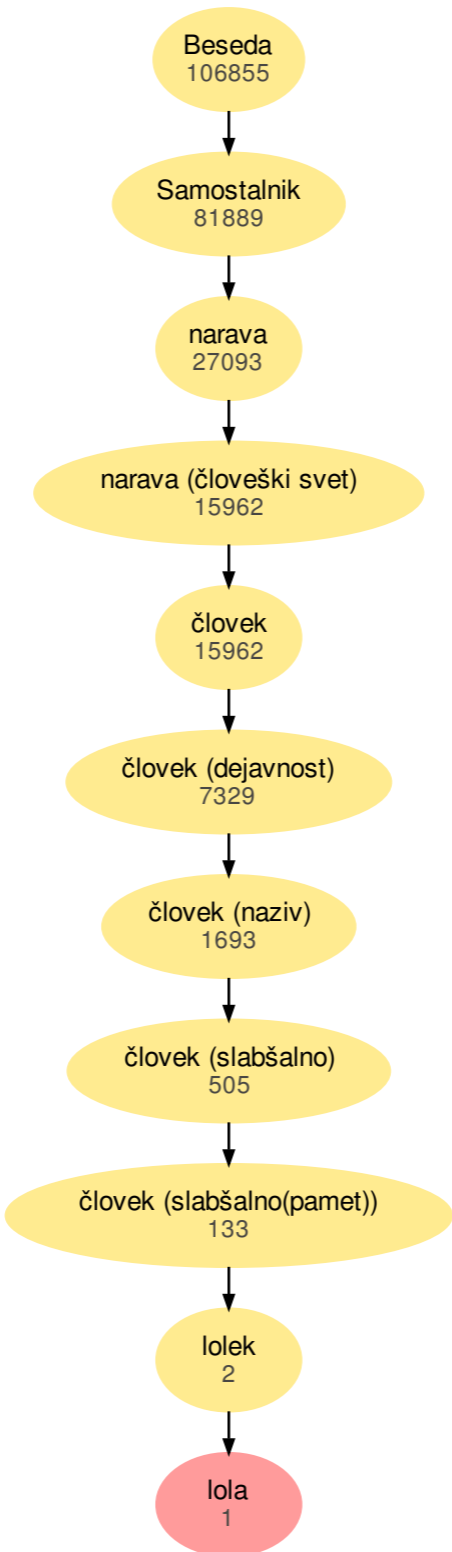 Beseda
106855
Samostalnik
81889
narava
27093
narava (človeški svet)
15962
človek
15962
človek (dejavnost)
7329
človek (naziv)
1693
človek (slabšalno)
505
človek (slabšalno(pamet))
133
lolek
2
lola
1